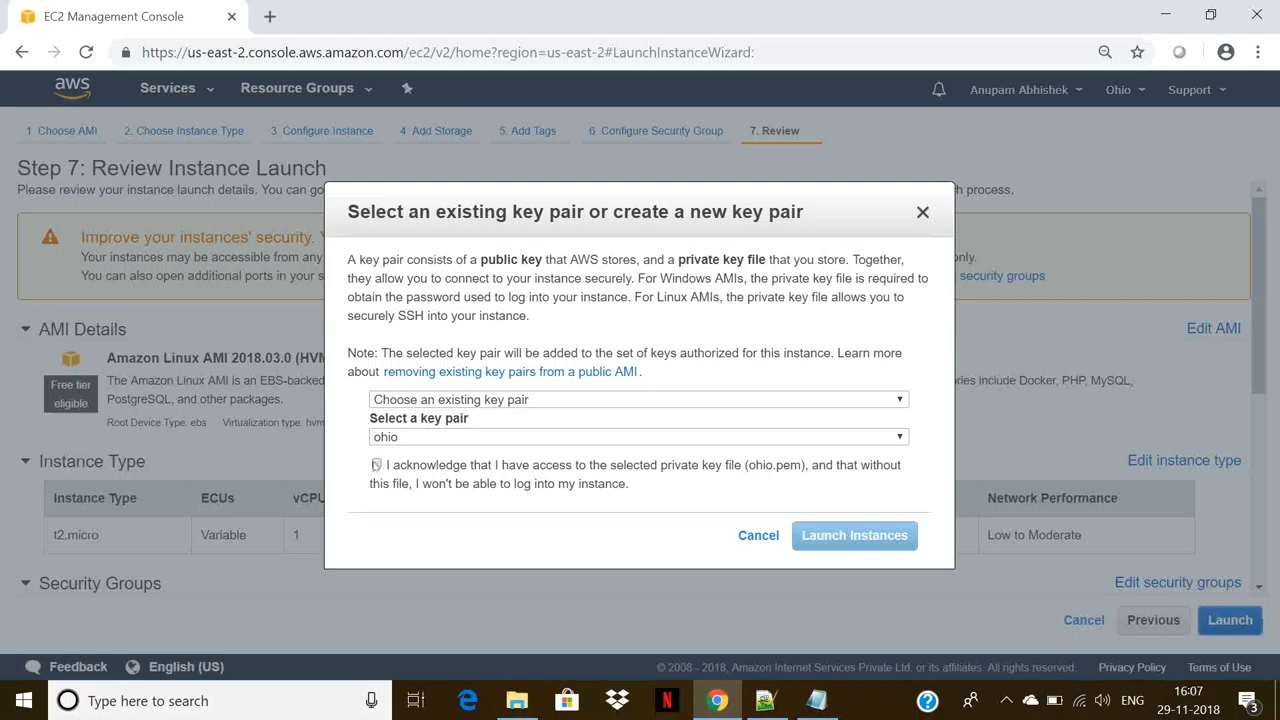 EC2 Management Console
https://us-east-2.console.aws.amazon.com/ec2/v2/home?region=us-east-2#LaunchInstanceWizard:
aws Services Resource Groups Anupam Abhishek Ohio Support
1 Choose AMI 2. Choose Instance Type 3 Configure Instance 4 Add Storage 5. Add Tags 6 Configure Security Group 7. Review
Step 7: Review Instance Launch
Please review your instance launch details. You can go
h process.
Improve your instances' security.
Your instances may be accessible from any
only.
You can also open additional ports in your s
security groups
AMI Details
Edit AMI
Amazon Linux AMI 2018.03.0 (HVM
Free tier
eligible
The Amazon Linux AMI is an EBS-backed
ries include Docker, PHP, MySQL,
PostgreSQL, and other packages.
Root Device Type: ebs Virtualization type: hvm
Instance Type
Edit instance type
Instance Type ECUs vCPU
Network Performance
t2.micro Variable 1
Low to Moderate
Security Groups
Edit security groups
Select an existing key pair or create a new key pair
A key pair consists of a public key that AWS stores, and a private key file that you store. Together,
they allow you to connect to your instance securely. For Windows AMIs, the private key file is required to
obtain the password used to log into your instance. For Linux AMIs, the private key file allows you to
securely SSH into your instance.
Note: The selected key pair will be added to the set of keys authorized for this instance. Learn more
about removing existing key pairs from a public AMI.
Choose an existing key pair
Select a key pair
ohio
I acknowledge that I have access to the selected private key file (ohio.pem), and that without
this file, I won't be able to log into my instance.
Cancel Launch Instances
Cancel Previous Launch
Feedback English (US) © 2008 - 2018, Amazon Internet Services Private Ltd. or its affiliates. All rights reserved. Privacy Policy Terms of Use
Type here to search
ENG
16:07
29-11-2018
3